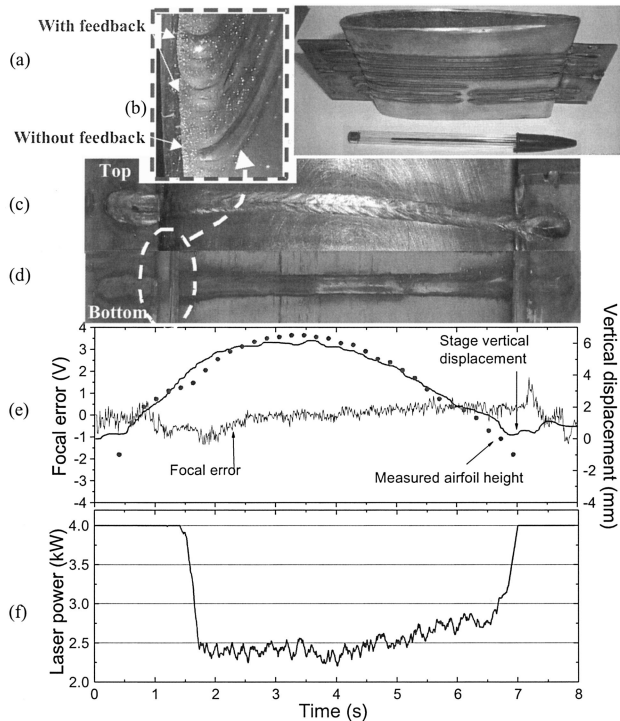 With feedback
(a)
(b)
Without feedback
Top
(c)
(d)
Bottom
4
3
2
1
0
-1
-2
-3
-4
Focal error (V)
(e)
Stage vertical
displacement
Focal error
Measured airfoil height
6
4
2
0
-2
-4
Vertical displacement (mm)
4.0
3.5
3.0
2.5
2.0
Laser power (kW)
(f)
0 1 2 3 4 5 6 7 8
Time (s)